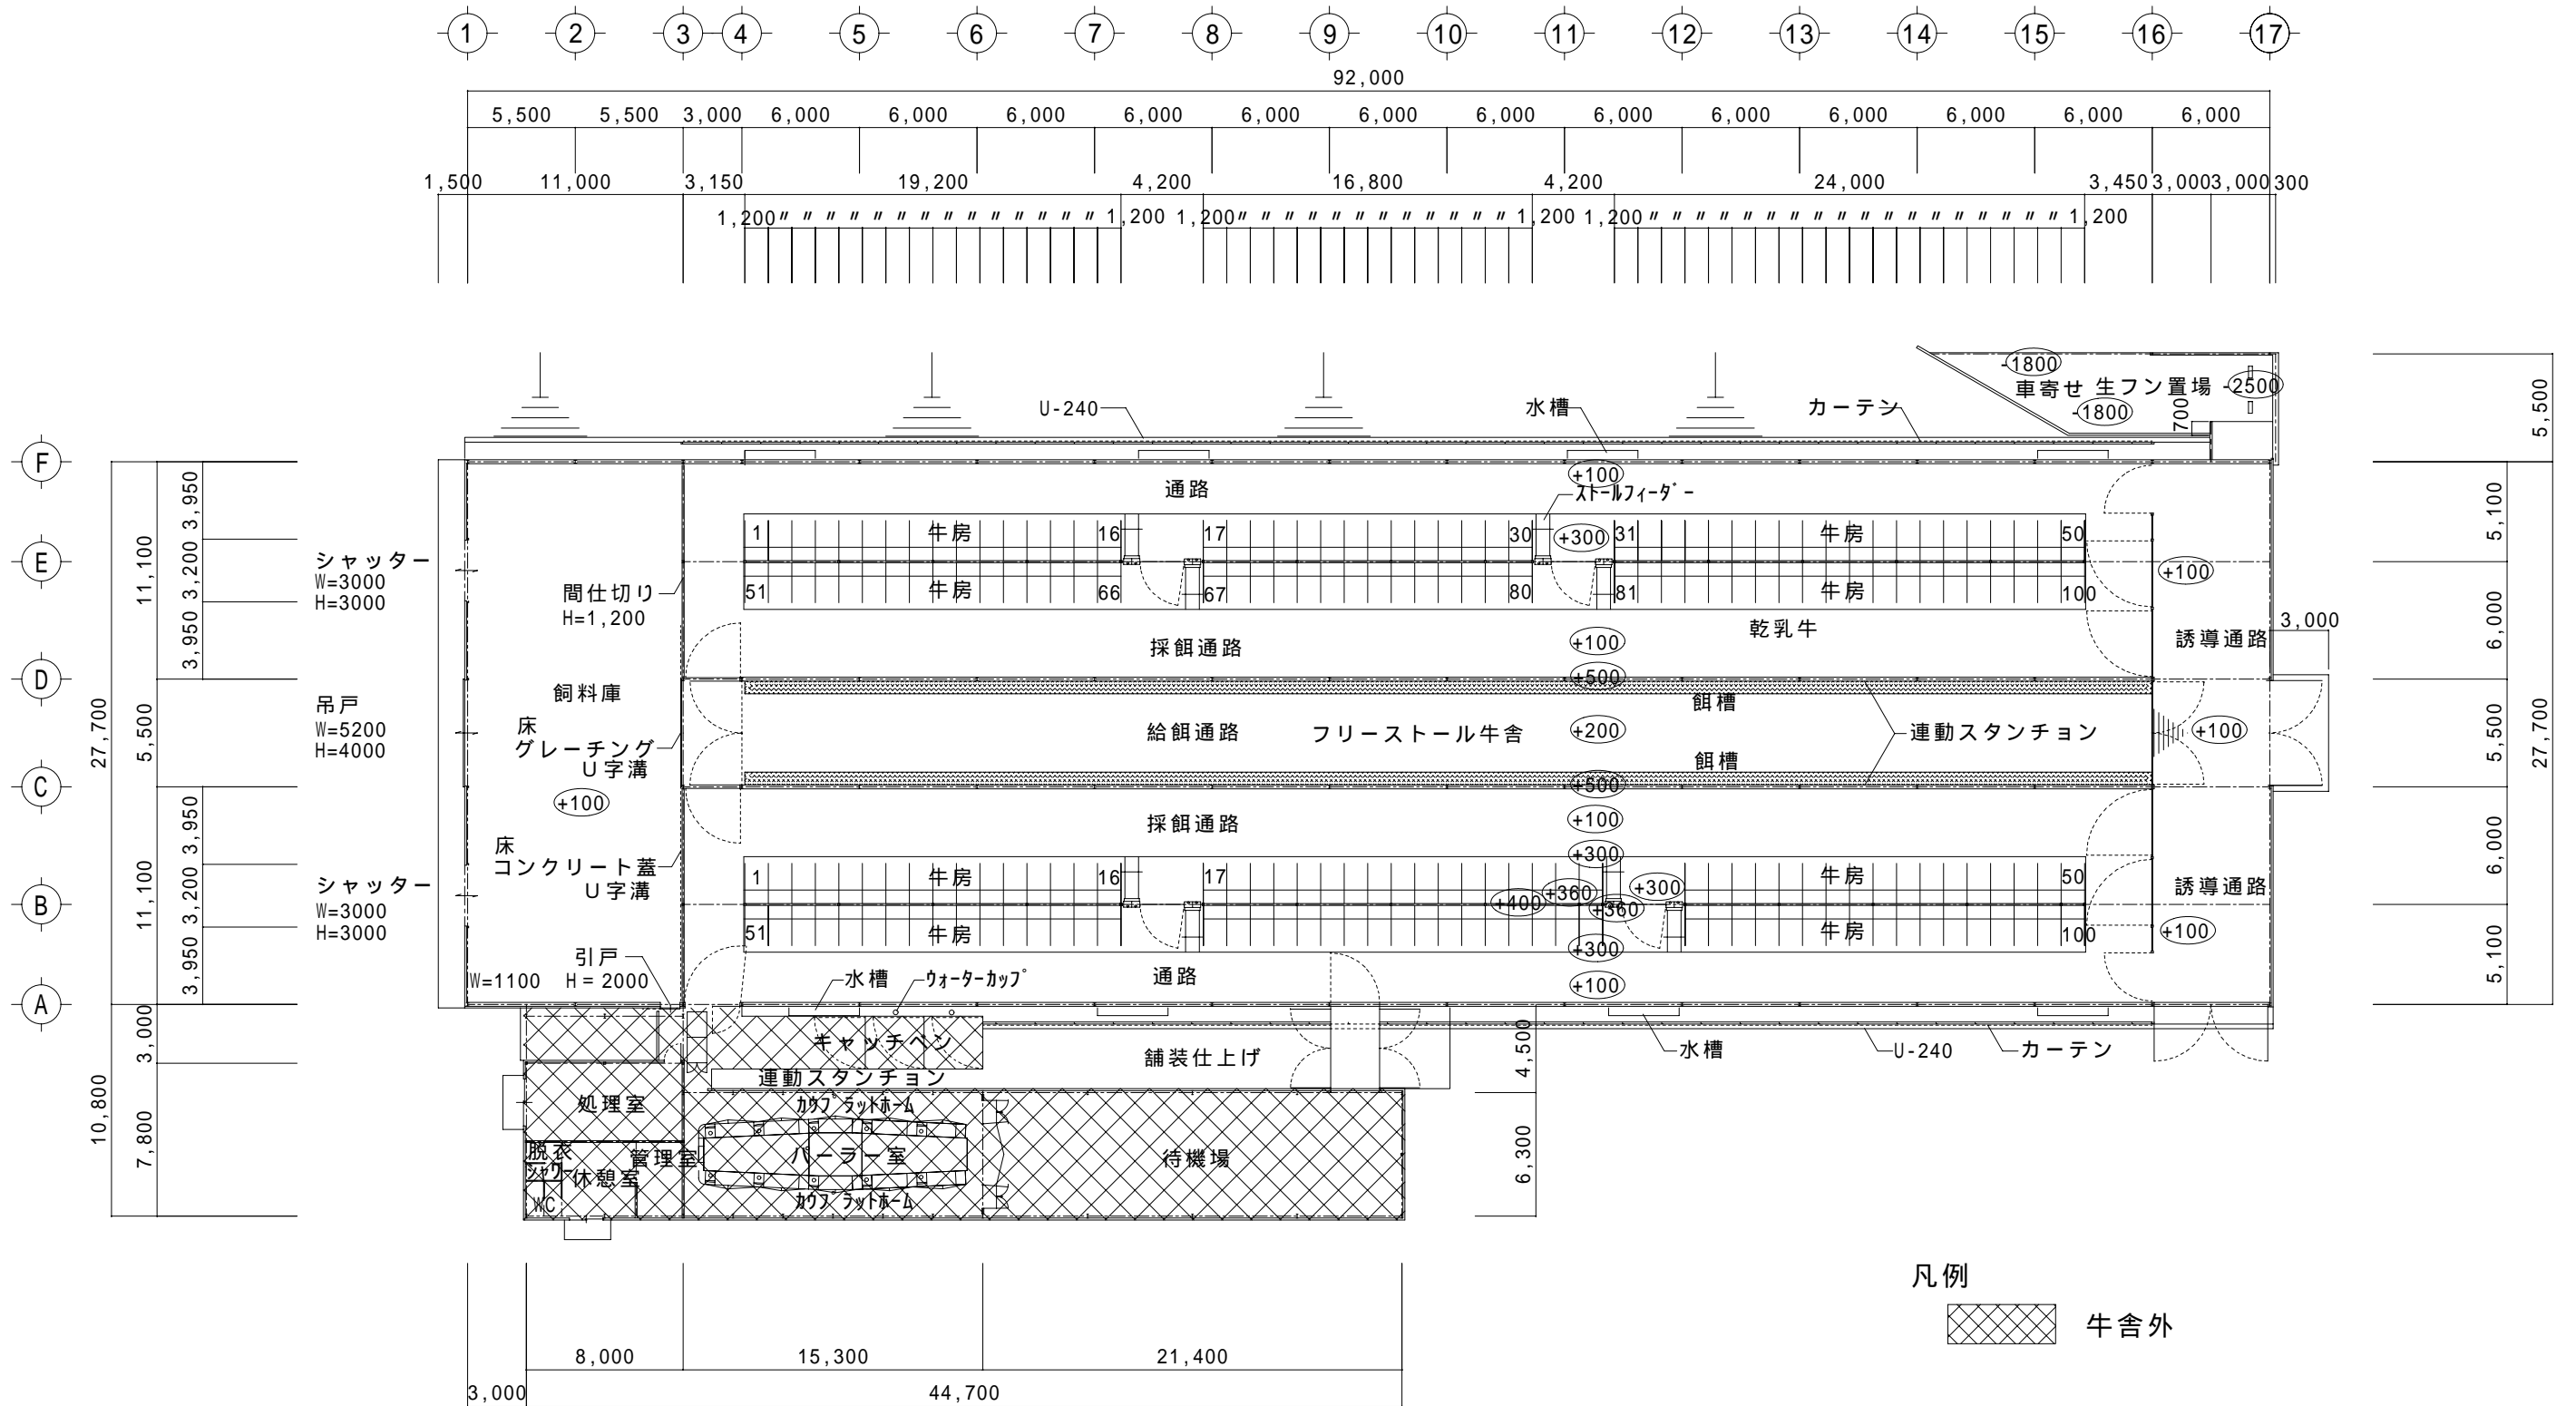 1 2 3 4 5 6 7 8 9 10 11 12 13 14 15 16 17
92,000
5,500 5,500 3,000 6,000 6,000 6,000 6,000 6,000 6,000 6,000 6,000 6,000 6,000 6,000 6,000 6,000
1,500 11,000 3,150 19,200 4,200 16,800 4,200 24,000 3,450 3,000 3,000 300
1,200 〃 〃 〃 〃 〃 〃 〃 〃 〃 〃 〃 〃 〃 〃 1,200 1,200 〃 〃 〃 〃 〃 〃 〃 〃 〃 〃 〃 〃 1,200 1,200 〃 〃 〃 〃 〃 〃 〃 〃 〃 〃 〃 〃 〃 〃 〃 〃 〃 〃 1,200
-1800
車寄せ 生フン置場 -2500
-1800
700
5,500
U-240 水槽 カーテン
F
E
D
C
B
A
27,700
11,100
5,500
11,100
3,950
3,200
3,950
3,950
3,200
3,950
10,800
3,000
7,800
シャッター
W=3000
H=3000
吊戸
W=5200
H=4000
シャッター
W=3000
H=3000
間仕切り
H=1,200
飼料庫
床
グレーチング
U字溝
+100
床
コンクリート蓋
U字溝
引戸
W=1100 H=2000
通路
+100
ストールフィーダー
1 牛房 16 17 30 +300 31 牛房 50
51 牛房 66 67 80 81 牛房 100
+100
採餌通路 +100 乾乳牛
誘導通路
3,000
+500
餌槽
給餌通路 フリーストール牛舎 +200 連動スタンチョン +100
餌槽
+500
採餌通路 +100
+300
1 牛房 16 17 +400 +360 +360 +300 牛房 50
誘導通路
51 牛房 牛房 100 +100
+300
通路
+100
水槽 ウォーターカップ
キャッチペン
舗装仕上げ
水槽 U-240 カーテン
連動スタンチョン
処理室
カウプラットホーム
脱衣
シャワー
管理室
パーラー室
待機場
休憩室
WC
カウプラットホーム
4,500
6,300
5,100
6,000
5,500
6,000
5,100
27,700
凡例
牛舎外
8,000 15,300 21,400
3,000 44,700